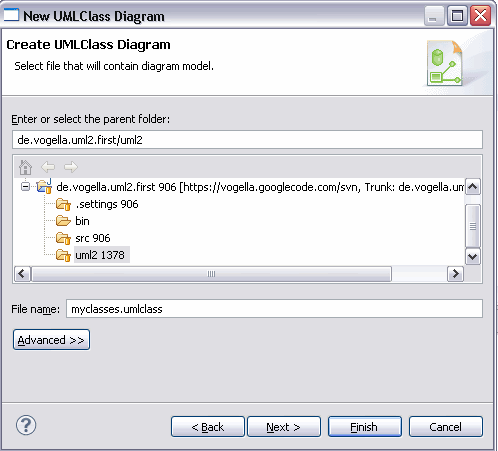 New UMLClass Diagram
Create UMLClass Diagram
Select file that will contain diagram model.
Enter or select the parent folder:
de.vogella.uml2.first/uml2
de.vogella.uml2.first 906 [https://vogella.googlecode.com/svn, Trunk: de.vogella.um
.settings 906
bin
src 906
uml2 1378
File name: myclasses.umlclass
Advanced >>
? < Back Next > Finish Cancel